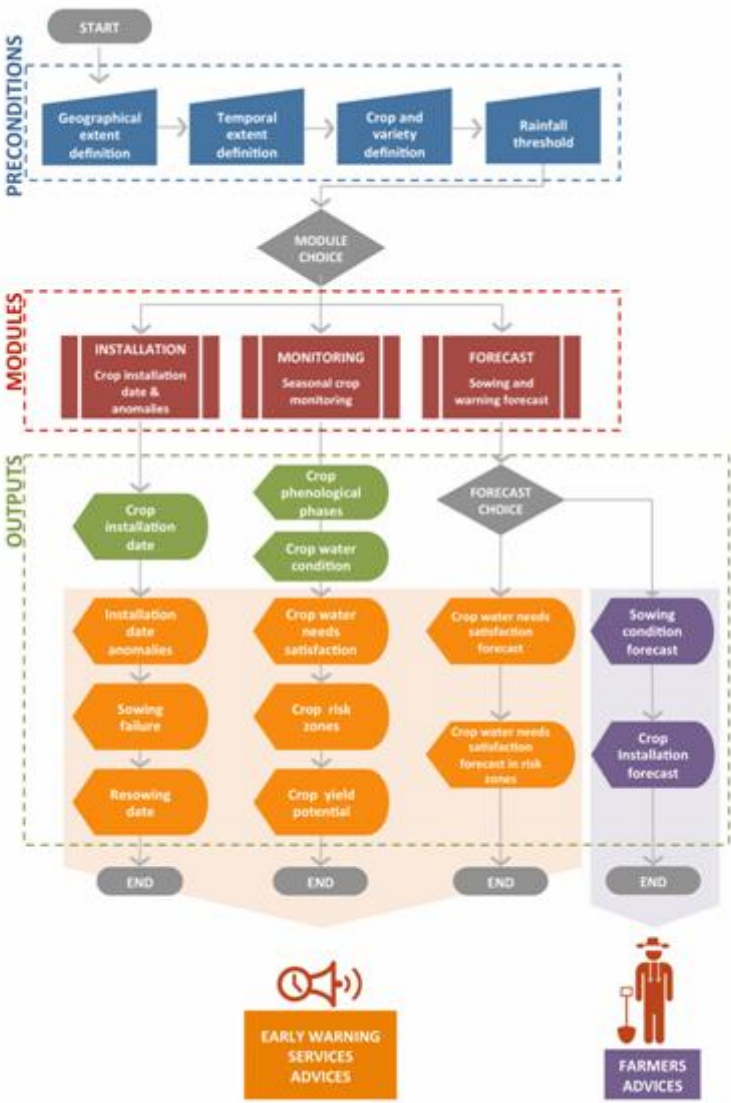 START
PRECONDITIONS
Geographical
extent
definition
Temporal
extent
definition
Crop and
variety
definition
Rainfall
threshold
MODULE
CHOICE
MODULES
INSTALLATION
Crop installation
date &
anomalies
MONITORING
Seasonal crop
monitoring
FORECAST
Sowing and
warning forecast
OUTPUTS
Crop
installation
date
Crop
phenological
phases
Crop water
condition
FORECAST
CHOICE
Installation
date
anomalies
Crop water
needs
satisfaction
Crop water needs
satisfaction
forecast
Sowing
condition
forecast
Sowing
failure
Crop risk
zones
Crop water needs
satisfaction
forecast in risk
zones
Crop
Installation
forecast
Resowing
date
Crop yield
potential
END
END
END
END
EARLY WARNING
SERVICES
ADVICES
FARMERS
ADVICES